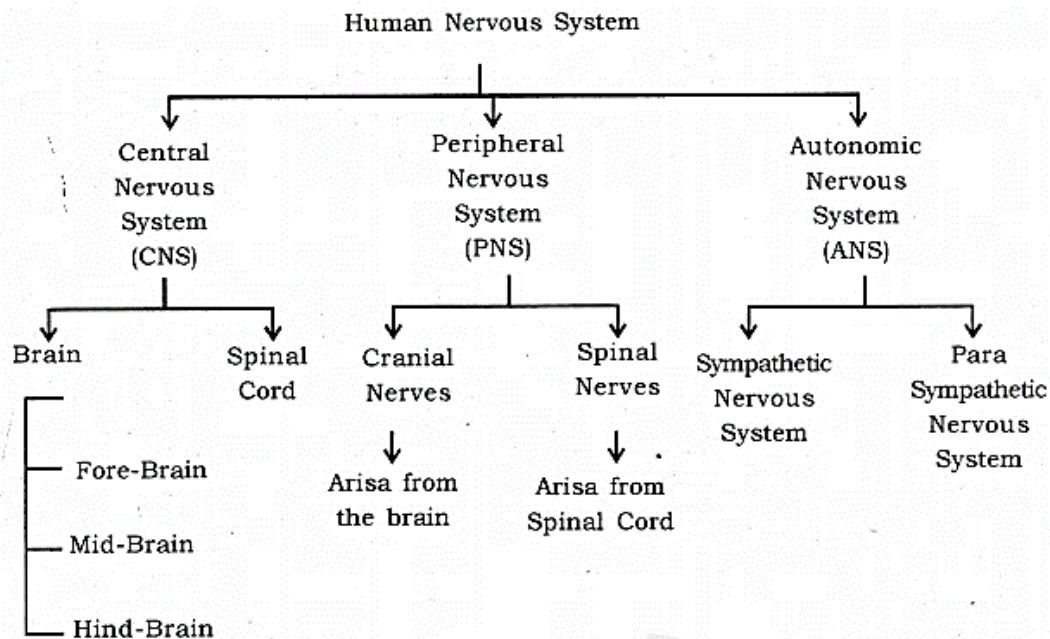 Human Nervous System
Central
Nervous
System
(CNS)
Peripheral
Nervous
System
(PNS)
Autonomic
Nervous
System
(ANS)
Brain
Spinal
Cord
Cranial
Nerves
Spinal
Nerves
Sympathetic
Nervous
System
Para
Sympathetic
Nervous
System
Fore-Brain
Mid-Brain
Hind-Brain
Arisa from
the brain
Arisa from
Spinal Cord